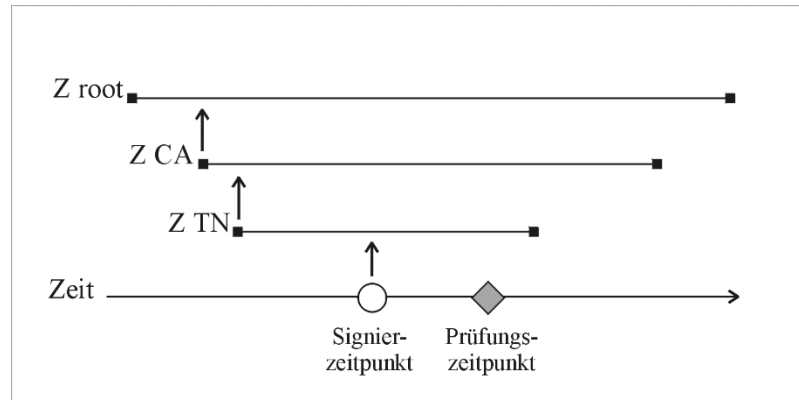 Z root
Z CA
Z TN
Zeit
Signier-
zeitpunkt
Prüfungs-
zeitpunkt